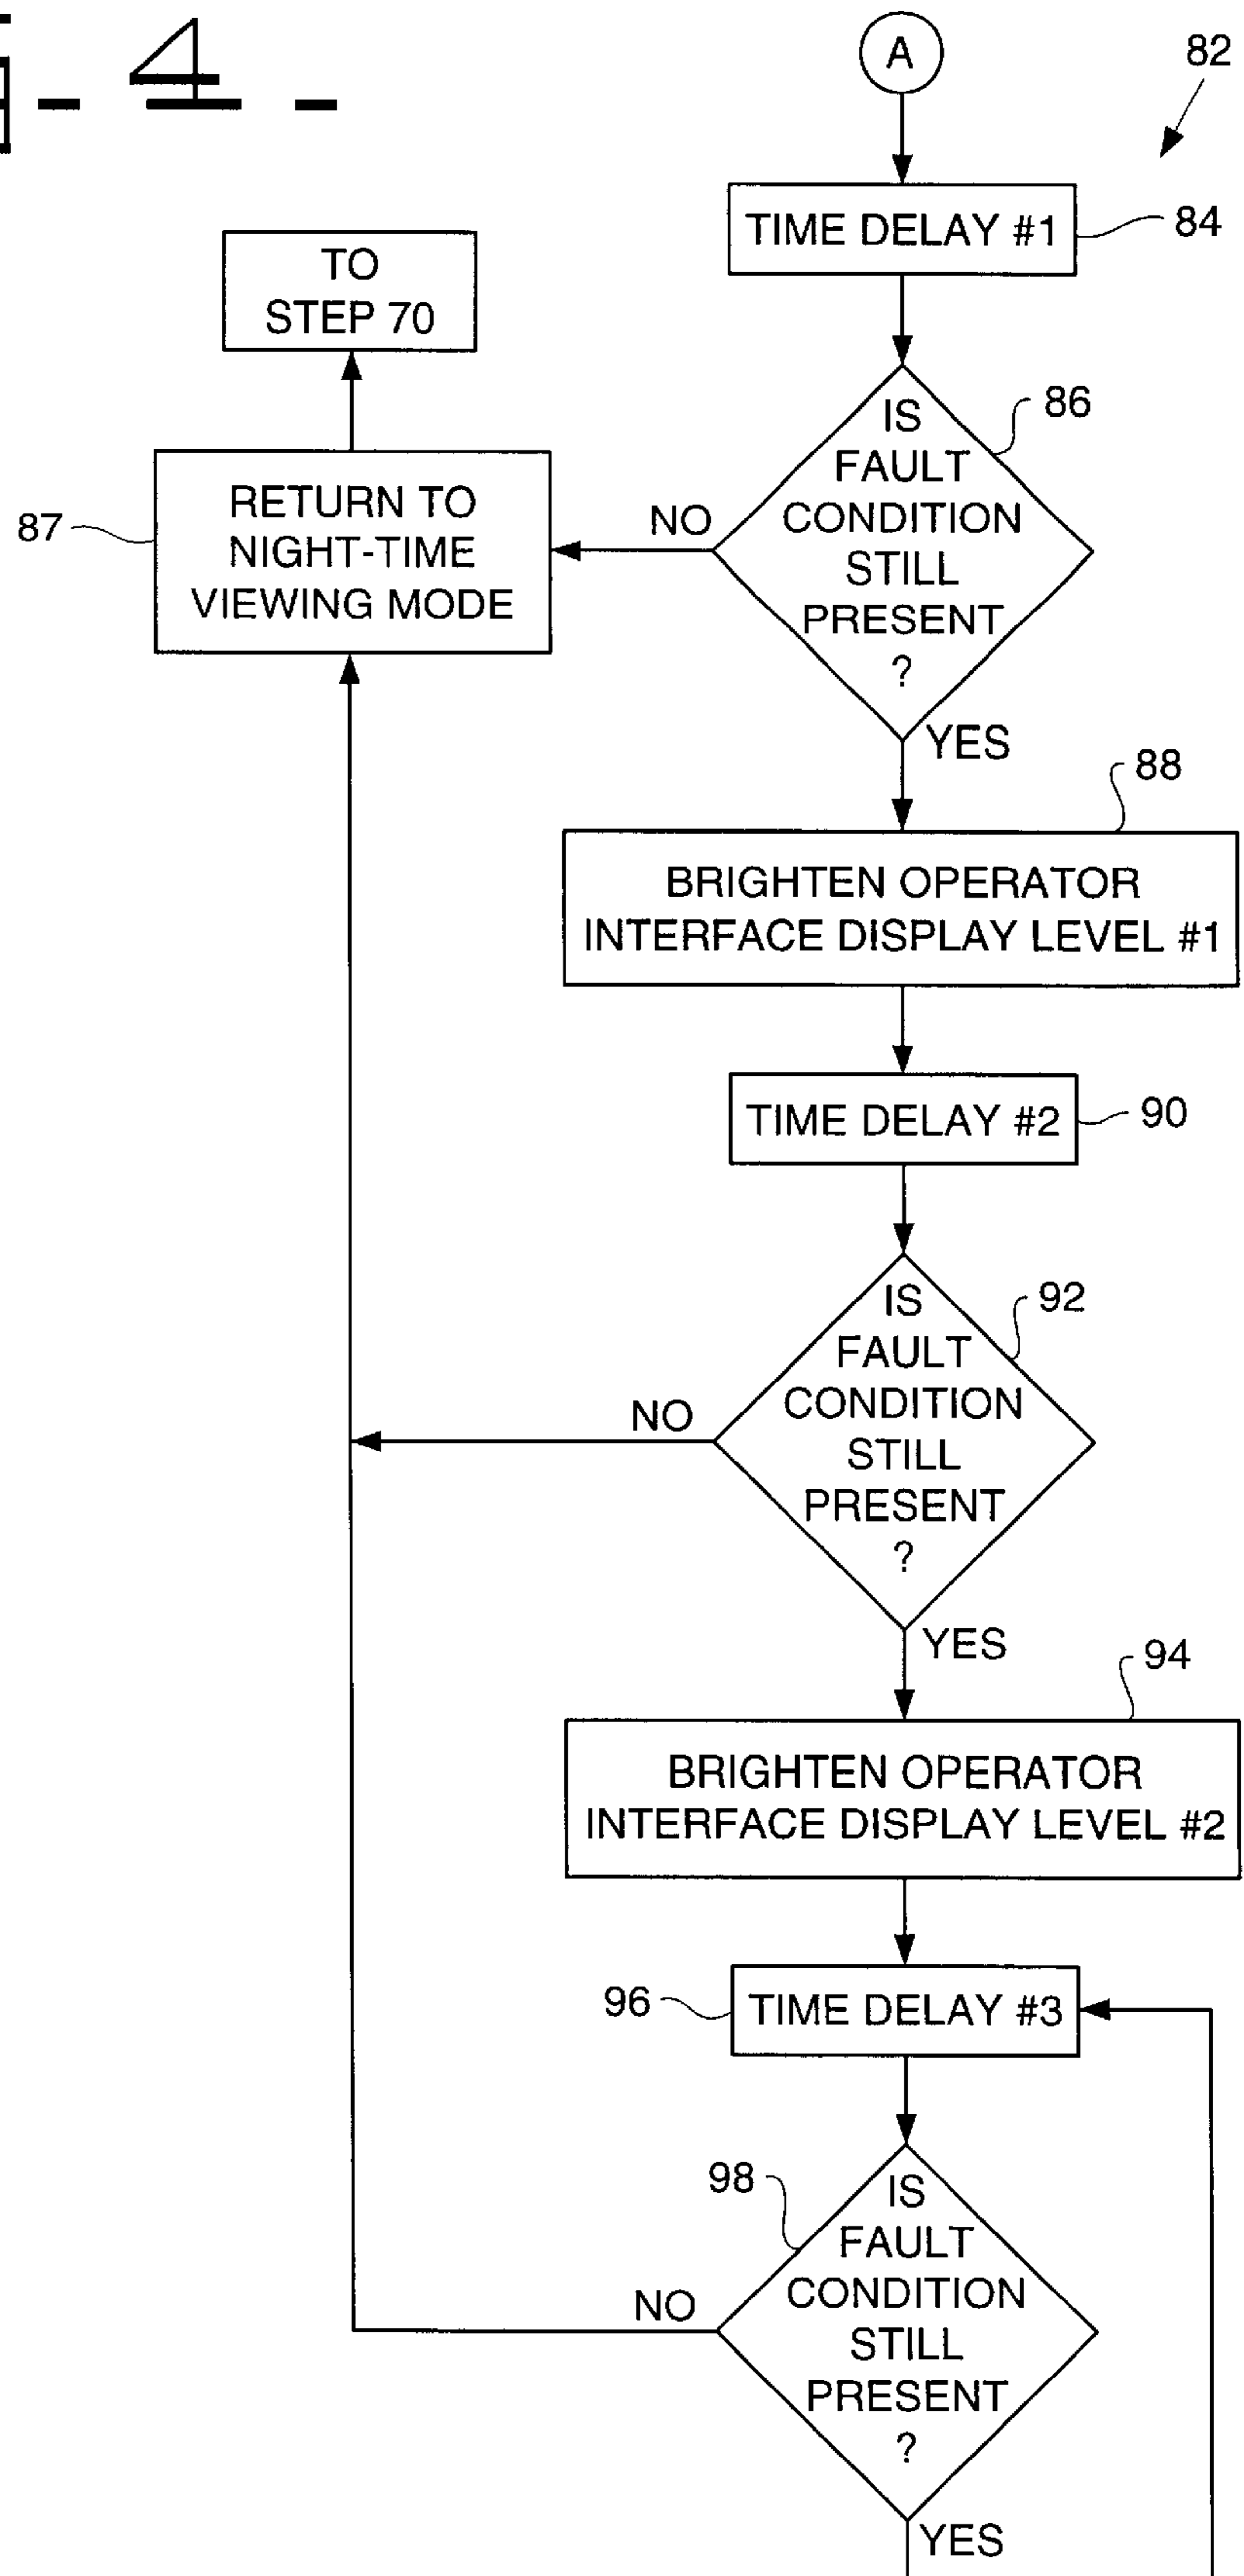 - 4 -
A
82
TIME DELAY #1
84
TO
STEP 70
IS
FAULT
CONDITION
STILL
PRESENT
?
86
NO
RETURN TO
NIGHT-TIME
VIEWING MODE
87
YES
88
BRIGHTEN OPERATOR
INTERFACE DISPLAY LEVEL #1
TIME DELAY #2
90
IS
FAULT
CONDITION
STILL
PRESENT
?
92
NO
YES
94
BRIGHTEN OPERATOR
INTERFACE DISPLAY LEVEL #2
96
TIME DELAY #3
98
IS
FAULT
CONDITION
STILL
PRESENT
?
NO
YES